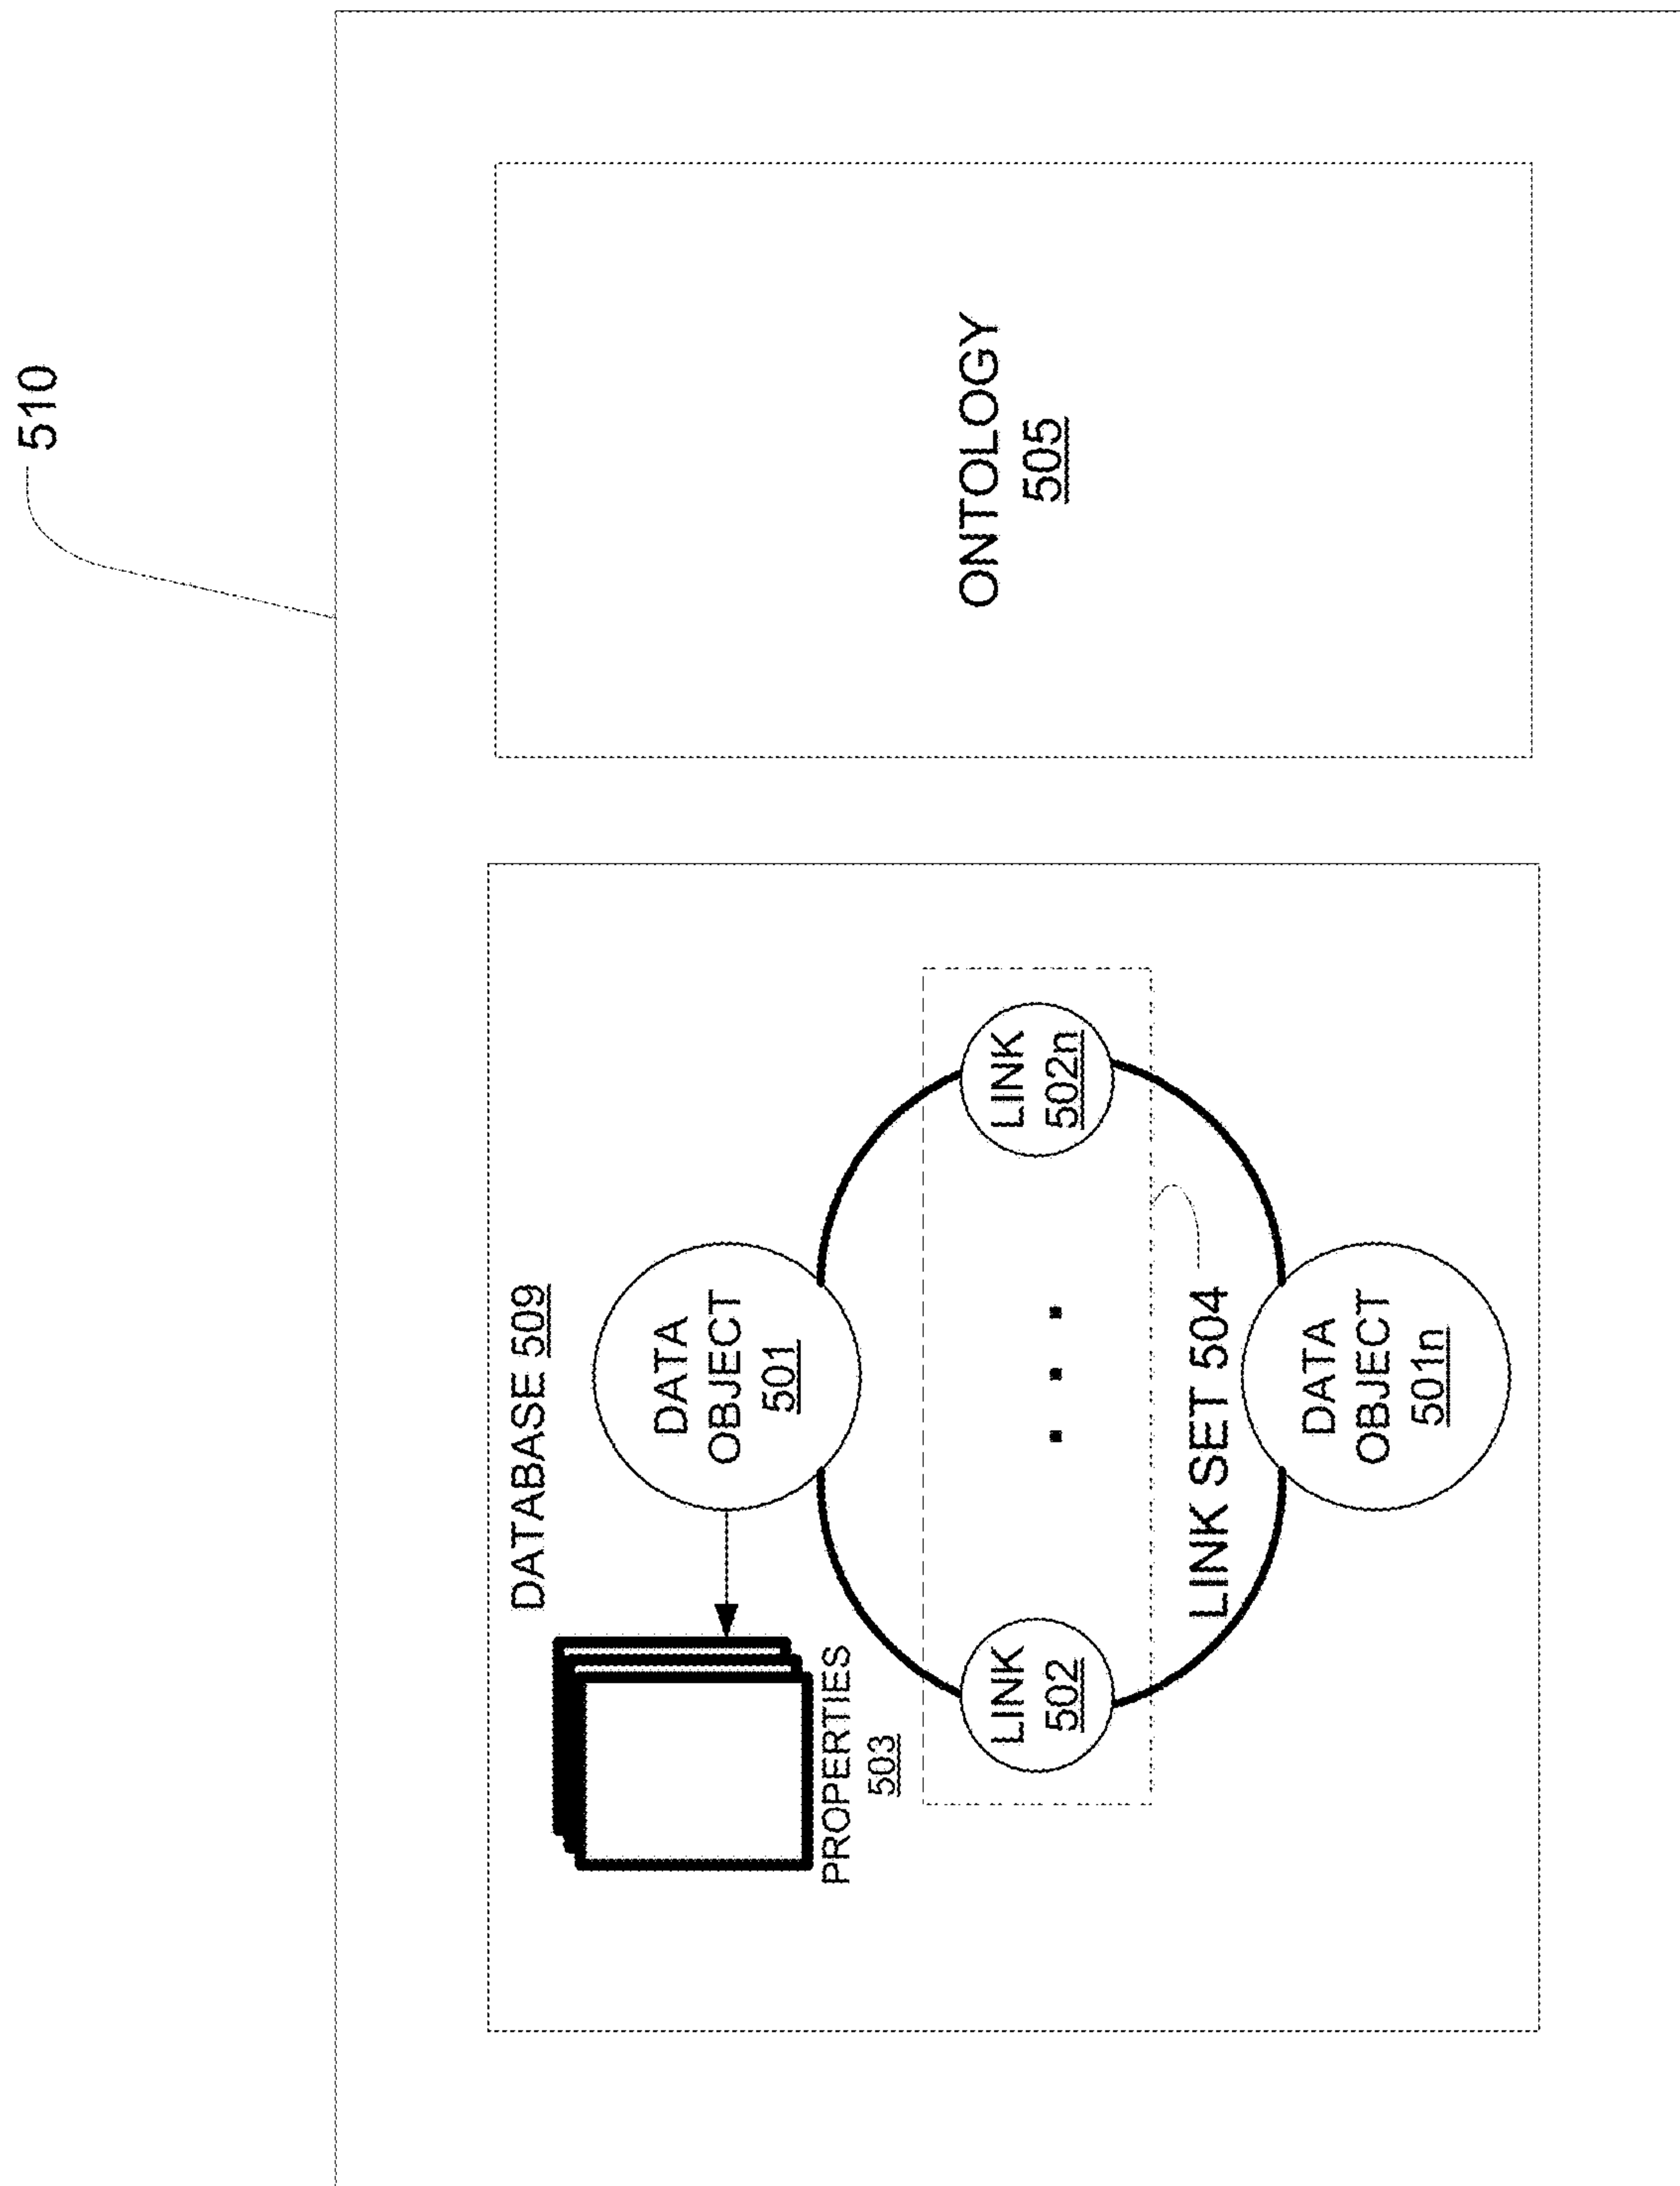 510
DATABASE 509
PROPERTIES
503
DATA
OBJECT
501
LINK
502
LINK
502n
. . .
LINK SET 504
DATA
OBJECT
501n
ONTOLOGY
505